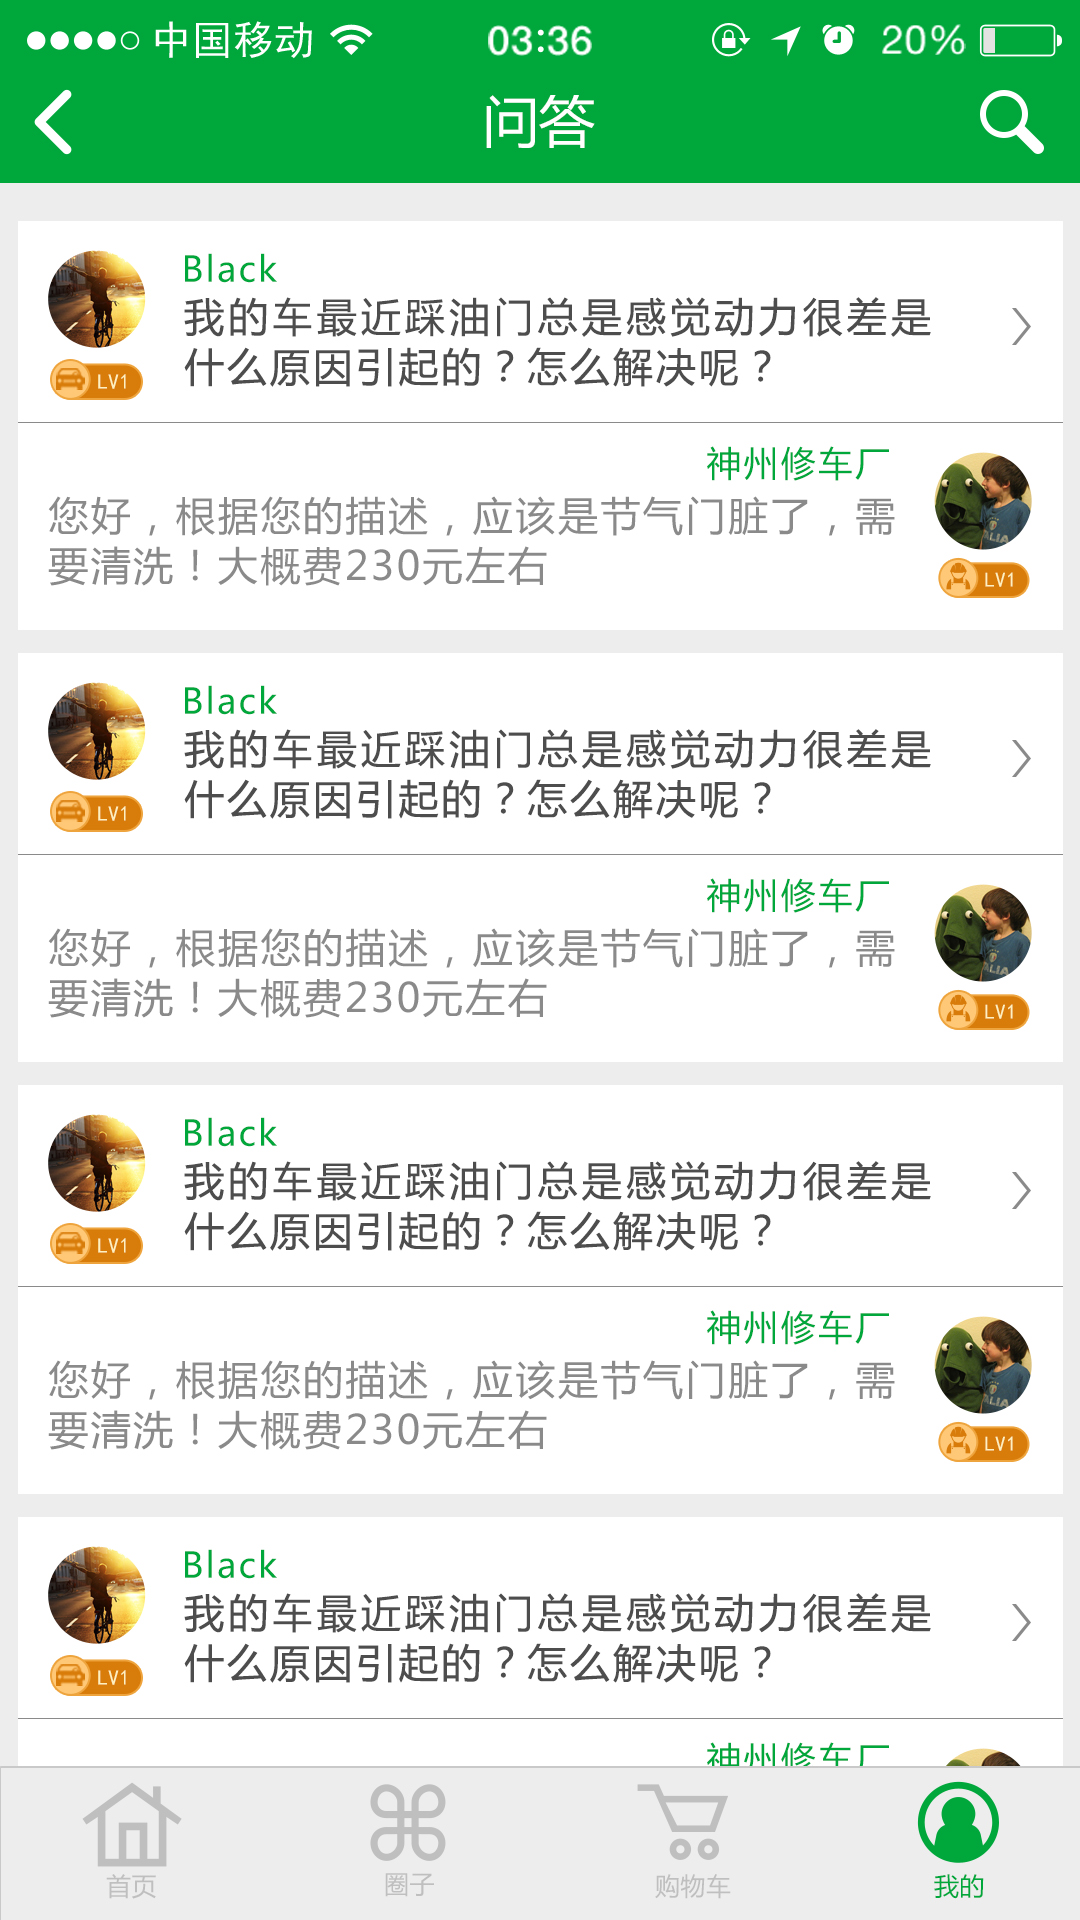 中国移动 03:36 20%
问答
Black
我的车最近踩油门总是感觉动力很差是
什么原因引起的？怎么解决呢？
LV1
神州修车厂
您好，根据您的描述，应该是节气门脏了，需
要清洗！大概费230元左右
LV1
Black
我的车最近踩油门总是感觉动力很差是
什么原因引起的？怎么解决呢？
LV1
神州修车厂
您好，根据您的描述，应该是节气门脏了，需
要清洗！大概费230元左右
LV1
Black
我的车最近踩油门总是感觉动力很差是
什么原因引起的？怎么解决呢？
LV1
神州修车厂
您好，根据您的描述，应该是节气门脏了，需
要清洗！大概费230元左右
LV1
Black
我的车最近踩油门总是感觉动力很差是
什么原因引起的？怎么解决呢？
LV1
神州修车厂
首页 圈子 购物车 我的